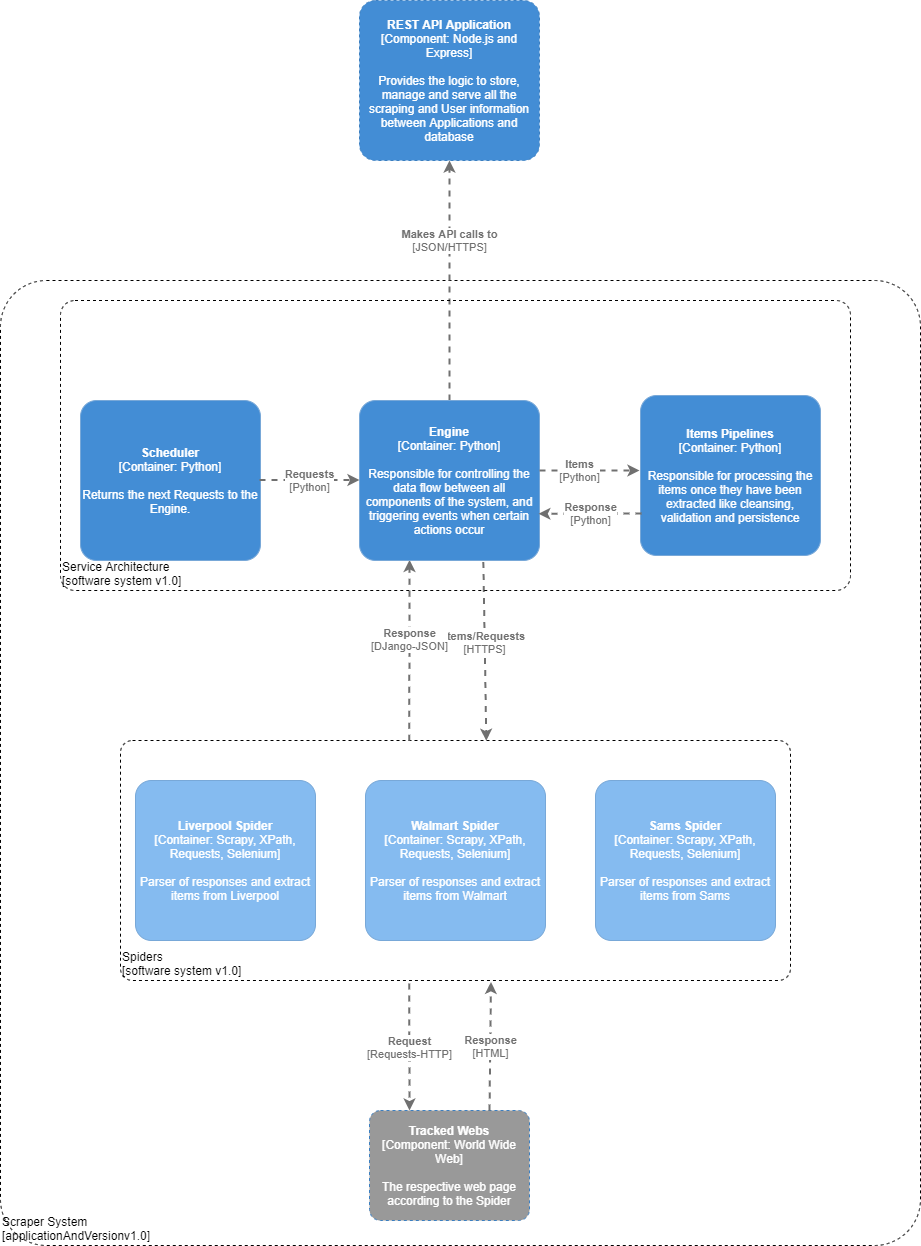 REST API Application
[Component: Node.js and
Express]
Provides the logic to store,
manage and serve all the
scraping and User information
between Applications and
database
Makes API calls to
[JSON/HTTPS]
Scheduler
[Container: Python]
Returns the next Requests to the
Engine.
Requests
[Python]
Engine
[Container: Python]
Responsible for controlling the
data flow between all
components of the system, and
triggering events when certain
actions occur
Items
[Python]
Response
[Python]
Items Pipelines
[Container: Python]
Responsible for processing the
items once they have been
extracted like cleansing,
validation and persistence
Service Architecture
[software system v1.0]
Response
[DJango-JSON]
tems/Requests
[HTTPS]
Liverpool Spider
[Container: Scrapy, XPath,
Requests, Selenium]
Parser of responses and extract
items from Liverpool
Walmart Spider
[Container: Scrapy, XPath,
Requests, Selenium]
Parser of responses and extract
items from Walmart
Sams Spider
[Container: Scrapy, XPath,
Requests, Selenium]
Parser of responses and extract
items from Sams
Spiders
[software system v1.0]
Request
[Requests-HTTP]
Response
[HTML]
Tracked Webs
[Component: World Wide
Web]
The respective web page
according to the Spider
Scraper System
[applicationAndVersionv1.0]